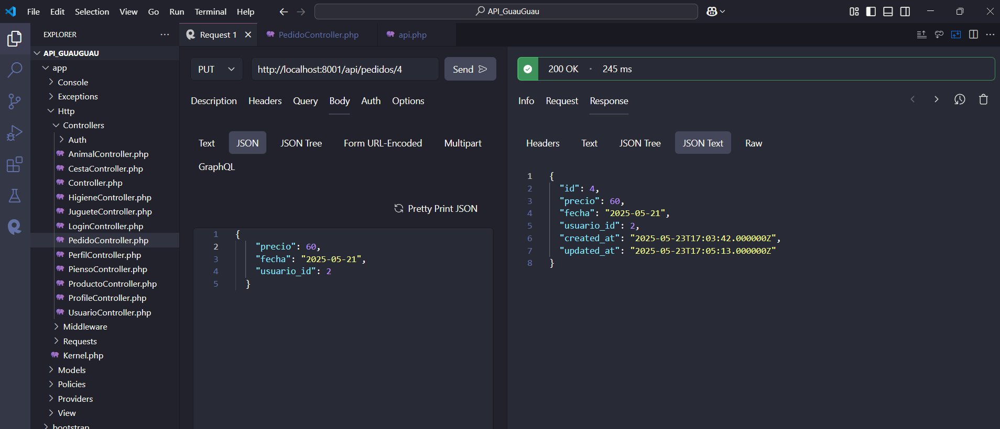 File Edit Selection View Go Run Terminal Help
API_GuauGuau
EXPLORER
API_GUAUGUAU
app
Console
Exceptions
Http
Controllers
Auth
AnimalController.php
CestaController.php
Controller.php
HigieneController.php
JugueteController.php
LoginController.php
PedidoController.php
PerfilController.php
PiensoController.php
ProductoController.php
ProfileController.php
UsuarioController.php
Middleware
Requests
Kernel.php
Models
Policies
Providers
View
bootstrap
Request 1 PedidoController.php api.php
PUT http://localhost:8001/api/pedidos/4 Send
Description Headers Query Body Auth Options
Text JSON JSON Tree Form URL-Encoded Multipart
GraphQL
Pretty Print JSON
1 {
2 "precio": 60,
3 "fecha": "2025-05-21",
4 "usuario_id": 2
5 }
200 OK · 245 ms
Info Request Response
Headers Text JSON Tree JSON Text Raw
1 {
2 "id": 4,
3 "precio": 60,
4 "fecha": "2025-05-21",
5 "usuario_id": 2,
6 "created_at": "2025-05-23T17:03:42.000000Z",
7 "updated_at": "2025-05-23T17:05:13.000000Z"
8 }